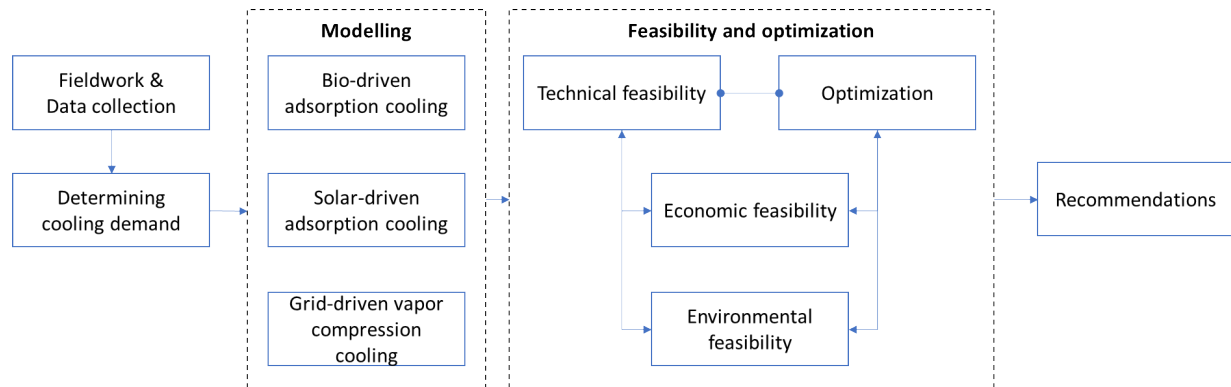 Fieldwork &
Data collection
Determining
cooling demand
Modelling
Bio-driven
adsorption cooling
Solar-driven
adsorption cooling
Grid-driven vapor
compression
cooling
Feasibility and optimization
Technical feasibility
Optimization
Economic feasibility
Environmental
feasibility
Recommendations